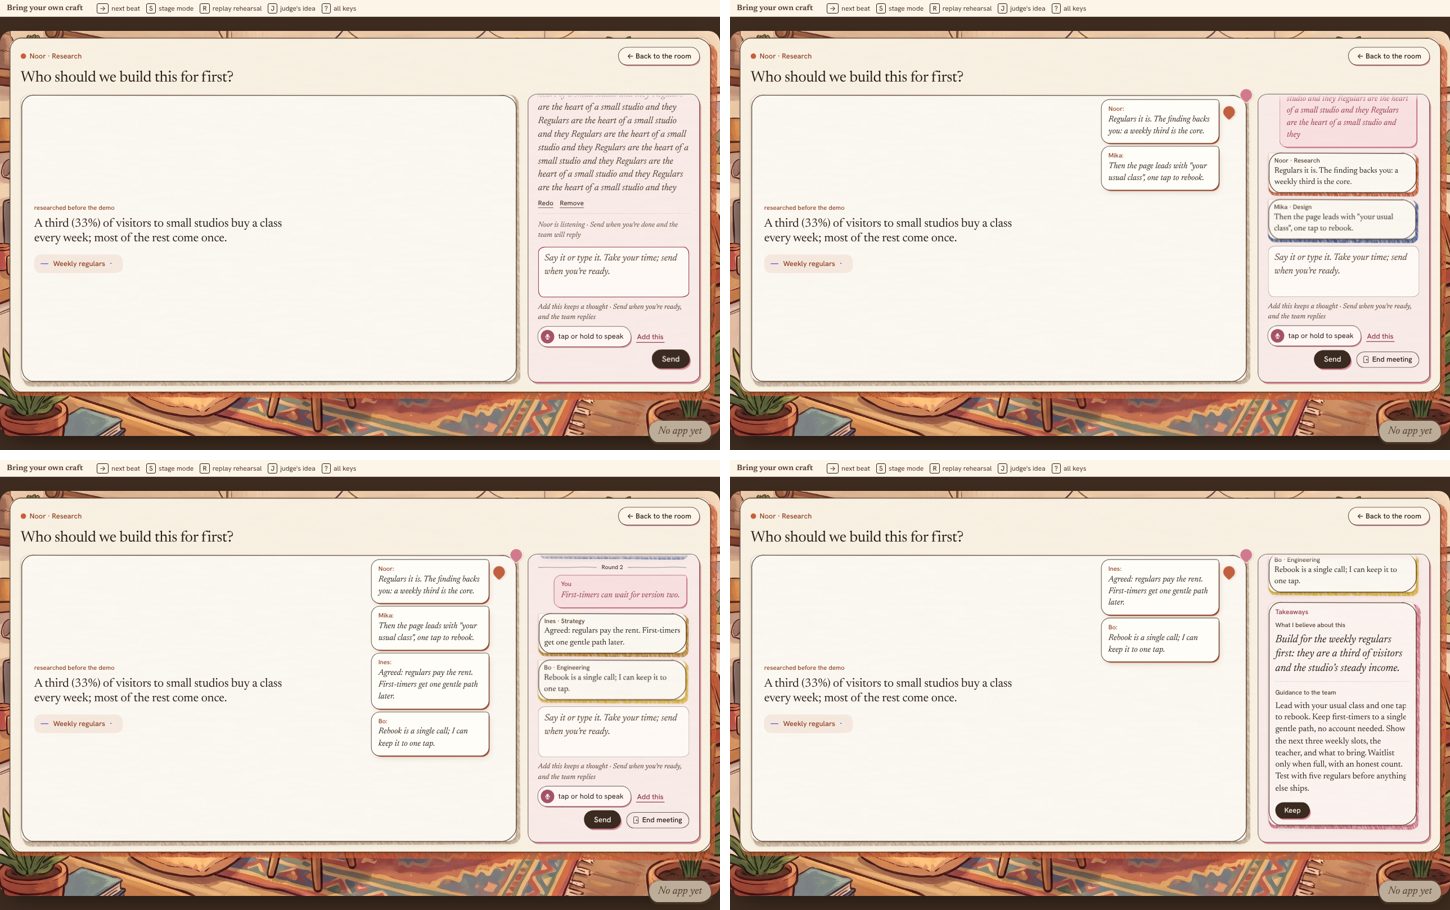 Bring your own craft → next beat S stage mode R replay rehearsal J judge's idea ? all keys
Noor · Research
← Back to the room
Who should we build this for first?
researched before the demo
A third (33%) of visitors to small studios buy a class
every week; most of the rest come once.
— Weekly regulars ·
are the heart of a small studio and they
Regulars are the heart of a small studio
and they Regulars are the heart of a small
studio and they Regulars are the heart of a
small studio and they Regulars are the
heart of a small studio and they Regulars
are the heart of a small studio and they
Redo Remove
Noor is listening · Send when you're done and the
team will reply
Say it or type it. Take your time; send
when you're ready.
Add this keeps a thought · Send when you're ready,
and the team replies
tap or hold to speak Add this
Send
No app yet
Bring your own craft → next beat S stage mode R replay rehearsal J judge's idea ? all keys
Noor · Research
← Back to the room
Who should we build this for first?
researched before the demo
A third (33%) of visitors to small studios buy a class
every week; most of the rest come once.
— Weekly regulars ·
Noor:
Regulars it is. The finding backs
you: a weekly third is the core.
Mika:
Then the page leads with "your
usual class", one tap to rebook.
studio and they Regulars are the heart
of a small studio and they Regulars
are the heart of a small studio and
they
Noor · Research
Regulars it is. The finding backs you: a
weekly third is the core.
Mika · Design
Then the page leads with "your usual
class", one tap to rebook.
Say it or type it. Take your time; send
when you're ready.
Add this keeps a thought · Send when you're ready,
and the team replies
tap or hold to speak Add this
Send End meeting
No app yet
Bring your own craft → next beat S stage mode R replay rehearsal J judge's idea ? all keys
Noor · Research
← Back to the room
Who should we build this for first?
researched before the demo
A third (33%) of visitors to small studios buy a class
every week; most of the rest come once.
— Weekly regulars ·
Noor:
Regulars it is. The finding backs
you: a weekly third is the core.
Mika:
Then the page leads with "your
usual class", one tap to rebook.
Ines:
Agreed: regulars pay the rent.
First-timers get one gentle path
later.
Bo:
Rebook is a single call; I can
keep it to one tap.
Round 2
You
First-timers can wait for version two.
Ines · Strategy
Agreed: regulars pay the rent. First-timers
get one gentle path later.
Bo · Engineering
Rebook is a single call; I can keep it to
one tap.
Say it or type it. Take your time; send
when you're ready.
Add this keeps a thought · Send when you're ready,
and the team replies
tap or hold to speak Add this
Send End meeting
No app yet
Bring your own craft → next beat S stage mode R replay rehearsal J judge's idea ? all keys
Noor · Research
← Back to the room
Who should we build this for first?
researched before the demo
A third (33%) of visitors to small studios buy a class
every week; most of the rest come once.
— Weekly regulars ·
Ines:
Agreed: regulars pay the rent.
First-timers get one gentle path
later.
Bo:
Rebook is a single call; I can
keep it to one tap.
Bo · Engineering
Rebook is a single call; I can keep it to
one tap.
Takeaways
What I believe about this
Build for the weekly regulars
first: they are a third of visitors
and the studio's steady income.
Guidance to the team
Lead with your usual class and one tap
to rebook. Keep first-timers to a single
gentle path, no account needed. Show
the next three weekly slots, the
teacher, and what to bring. Waitlist
only when full, with an honest count.
Test with five regulars before anything
else ships.
Keep
No app yet